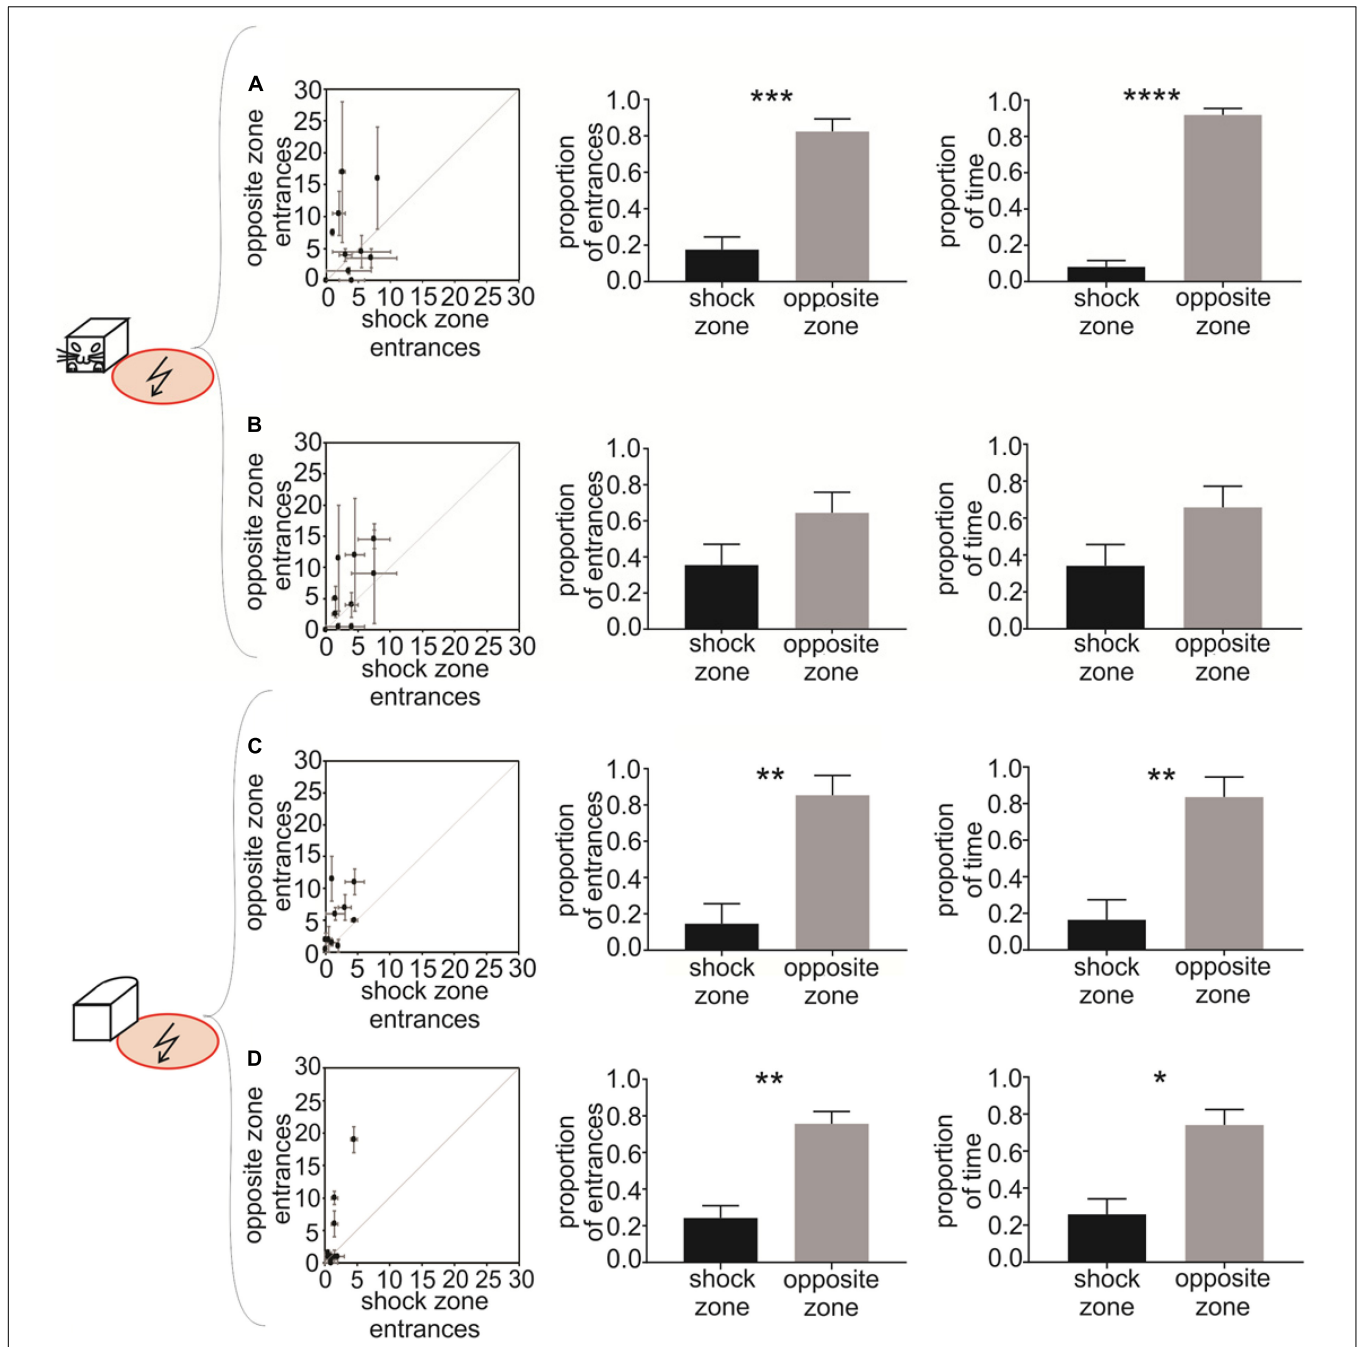 A
opposite zone
entrances
30
25
20
15
10
5
0
0 5 10 15 20 25 30
shock zone
entrances
proportion
of entrances
1.0
0.8
0.6
0.4
0.2
0.0
***
shock
zone
opposite
zone
proportion
of time
1.0
0.8
0.6
0.4
0.2
0.0
****
shock
zone
opposite
zone
B
opposite zone
entrances
30
25
20
15
10
5
0
0 5 10 15 20 25 30
shock zone
entrances
proportion
of entrances
1.0
0.8
0.6
0.4
0.2
0.0
shock
zone
opposite
zone
proportion
of time
1.0
0.8
0.6
0.4
0.2
0.0
shock
zone
opposite
zone
C
opposite zone
entrances
30
25
20
15
10
5
0
0 5 10 15 20 25 30
shock zone
entrances
proportion
of entrances
1.0
0.8
0.6
0.4
0.2
0.0
**
shock
zone
opposite
zone
proportion
of time
1.0
0.8
0.6
0.4
0.2
0.0
**
shock
zone
opposite
zone
D
opposite zone
entrances
30
25
20
15
10
5
0
0 5 10 15 20 25 30
shock zone
entrances
proportion
of entrances
1.0
0.8
0.6
0.4
0.2
0.0
**
shock
zone
opposite
zone
proportion
of time
1.0
0.8
0.6
0.4
0.2
0.0
*
shock
zone
opposite
zone